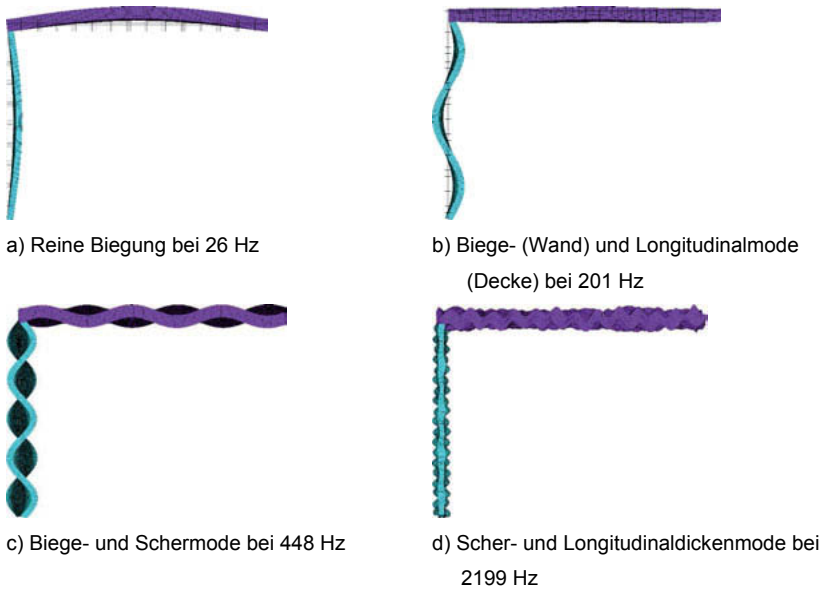 a) Reine Biegung bei 26 Hz
b) Biege- (Wand) und Longitudinalmode
(Decke) bei 201 Hz
c) Biege- und Schermode bei 448 Hz
d) Scher- und Longitudinaldickenmode bei
2199 Hz